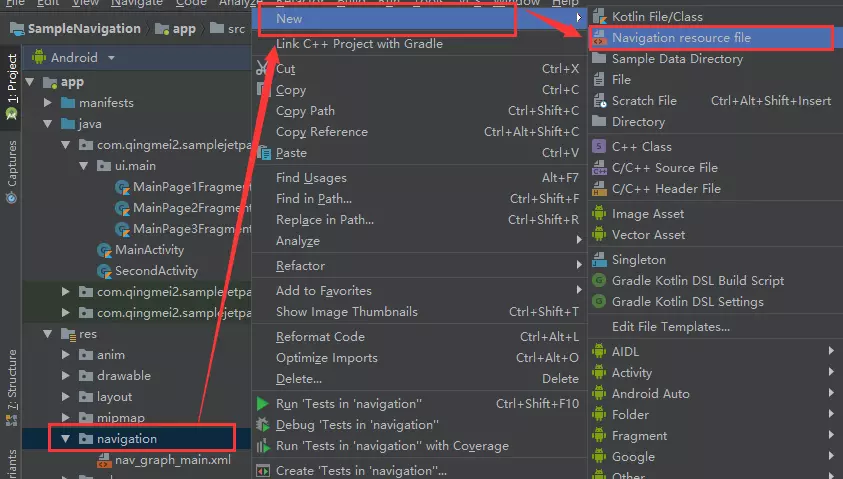 File Edit View Navigate Code Analyze Refactor Build Run Tools VCS Window Help
SampleNavigation app src
Android
1: Project
Captures
7: Structure
app
manifests
java
com.qingmei2.samplejetpa
ui.main
MainPage1Fragment
MainPage2Fragment
MainPage3Fragment
MainActivity
SecondActivity
com.qingmei2.samplejetpa
com.qingmei2.samplejetpa
res
anim
drawable
layout
mipmap
navigation
nav_graph_main.xml
New
Link C++ Project with Gradle
Cut Ctrl+X
Copy Ctrl+C
Copy Path Ctrl+Shift+C
Copy Reference Ctrl+Alt+Shift+C
Paste Ctrl+V
Find Usages Alt+F7
Find in Path... Ctrl+Shift+F
Replace in Path... Ctrl+Shift+R
Analyze
Refactor
Add to Favorites
Show Image Thumbnails Ctrl+Shift+T
Reformat Code Ctrl+Alt+L
Optimize Imports Ctrl+Alt+O
Delete... Delete
Run 'Tests in 'navigation'' Ctrl+Shift+F10
Debug 'Tests in 'navigation''
Run 'Tests in 'navigation'' with Coverage
Create 'Tests in 'navigation''...
Kotlin File/Class
Navigation resource file
Sample Data Directory
File
Scratch File Ctrl+Alt+Shift+Insert
Directory
C++ Class
C/C++ Source File
C/C++ Header File
Image Asset
Vector Asset
Singleton
Gradle Kotlin DSL Build Script
Gradle Kotlin DSL Settings
Edit File Templates...
AIDL
Activity
Android Auto
Folder
Fragment
Google
Other